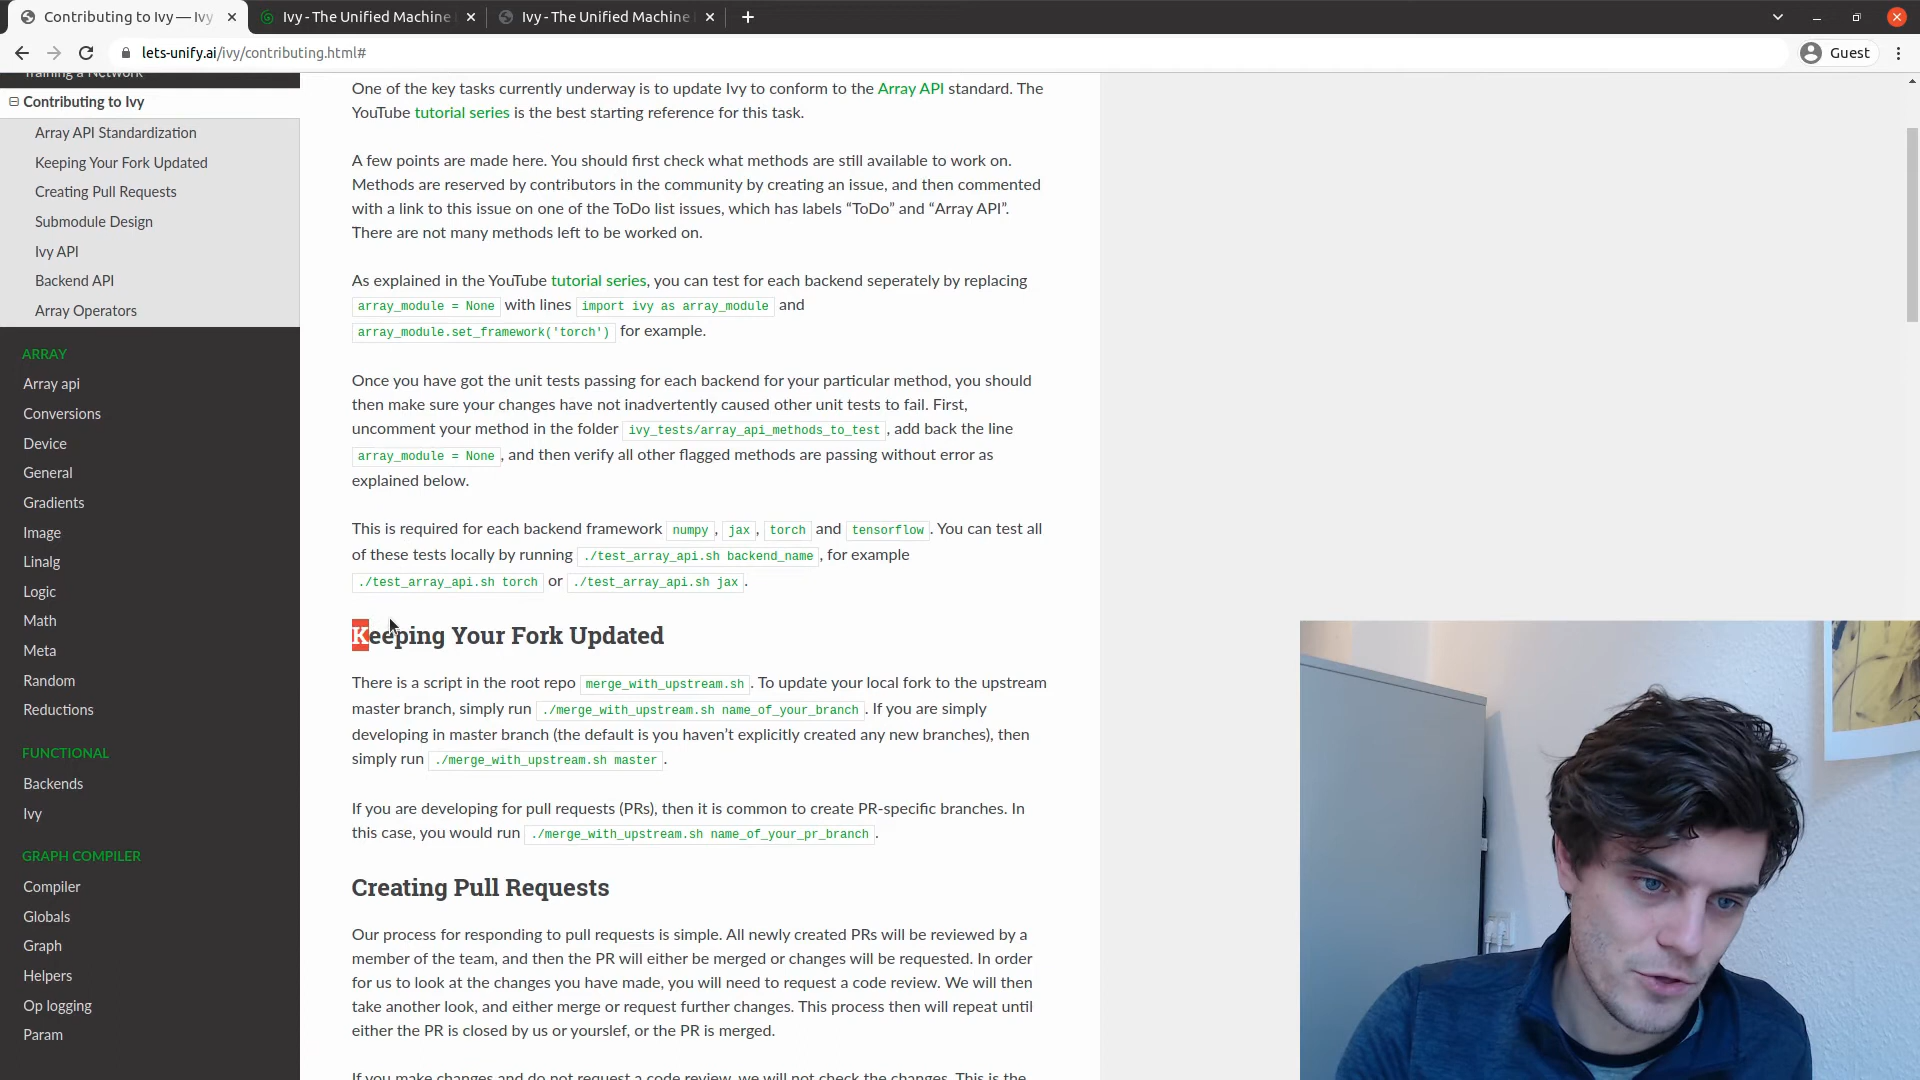 Contributing to Ivy — Ivy
Ivy - The Unified Machine
Ivy - The Unified Machine
lets-unify.ai/ivy/contributing.html#
Guest
Training a Network
Contributing to Ivy
Array API Standardization
Keeping Your Fork Updated
Creating Pull Requests
Submodule Design
Ivy API
Backend API
Array Operators
ARRAY
Array api
Conversions
Device
General
Gradients
Image
Linalg
Logic
Math
Meta
Random
Reductions
FUNCTIONAL
Backends
Ivy
GRAPH COMPILER
Compiler
Globals
Graph
Helpers
Op logging
Param
One of the key tasks currently underway is to update Ivy to conform to the Array API standard. The
YouTube tutorial series is the best starting reference for this task.
A few points are made here. You should first check what methods are still available to work on.
Methods are reserved by contributors in the community by creating an issue, and then commented
with a link to this issue on one of the ToDo list issues, which has labels “ToDo” and “Array API”.
There are not many methods left to be worked on.
As explained in the YouTube tutorial series, you can test for each backend seperately by replacing
array_module = None with lines import ivy as array_module and
array_module.set_framework('torch') for example.
Once you have got the unit tests passing for each backend for your particular method, you should
then make sure your changes have not inadvertently caused other unit tests to fail. First,
uncomment your method in the folder ivy_tests/array_api_methods_to_test, add back the line
array_module = None, and then verify all other flagged methods are passing without error as
explained below.
This is required for each backend framework numpy, jax, torch and tensorflow. You can test all
of these tests locally by running ./test_array_api.sh backend_name, for example
./test_array_api.sh torch or ./test_array_api.sh jax.
Keeping Your Fork Updated
There is a script in the root repo merge_with_upstream.sh. To update your local fork to the upstream
master branch, simply run ./merge_with_upstream.sh name_of_your_branch. If you are simply
developing in master branch (the default is you haven’t explicitly created any new branches), then
simply run ./merge_with_upstream.sh master.
If you are developing for pull requests (PRs), then it is common to create PR-specific branches. In
this case, you would run ./merge_with_upstream.sh name_of_your_pr_branch.
Creating Pull Requests
Our process for responding to pull requests is simple. All newly created PRs will be reviewed by a
member of the team, and then the PR will either be merged or changes will be requested. In order
for us to look at the changes you have made, you will need to request a code review. We will then
take another look, and either merge or request further changes. This process then will repeat until
either the PR is closed by us or yourslef, or the PR is merged.
If you make changes and do not request a code review, we will not check the changes. This is the